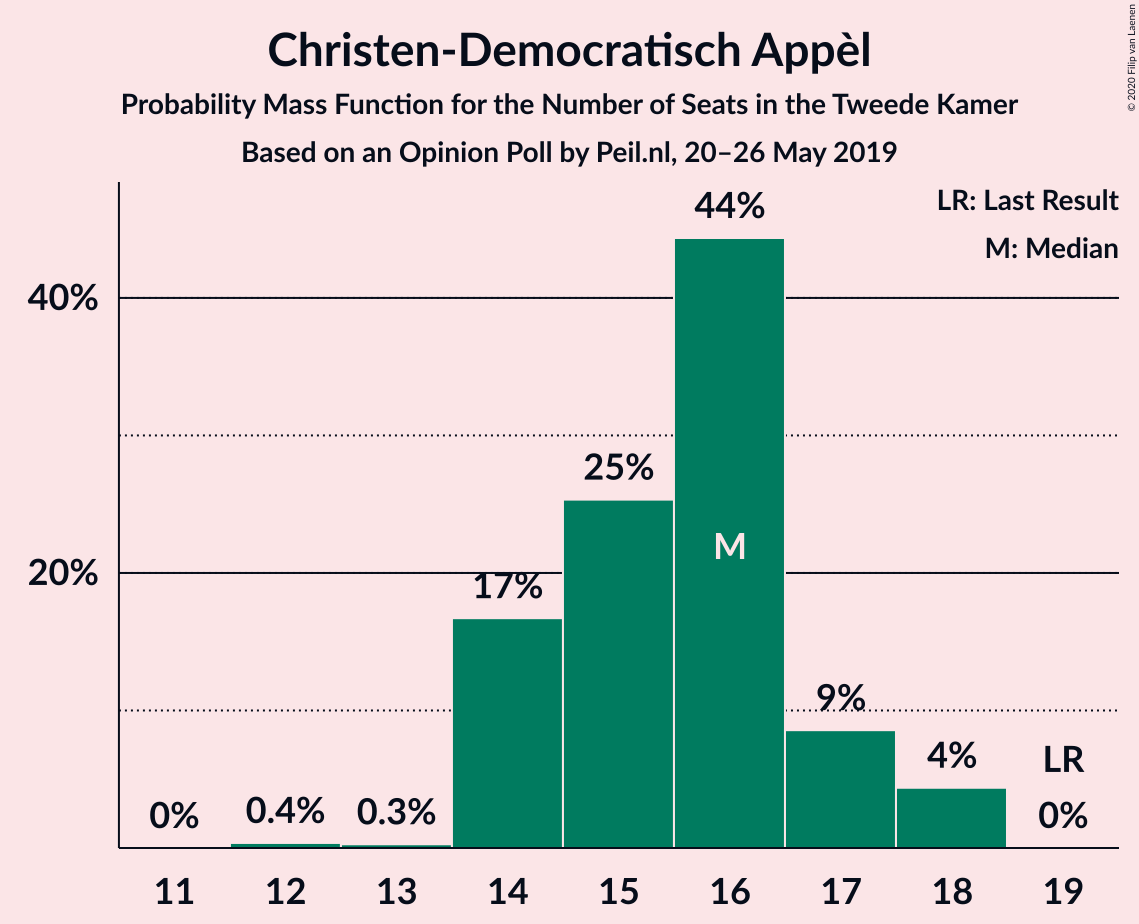 Christen-Democratisch Appèl
Probability Mass Function for the Number of Seats in the Tweede Kamer
Based on an Opinion Poll by Peil.nl, 20–26 May 2019
© 2020 Filip van Laenen
LR: Last Result
M: Median
44%
40%
25%
M
20%
17%
9%
4%
LR
0%
0.4%
0.3%
0%
11 12 13 14 15 16 17 18 19